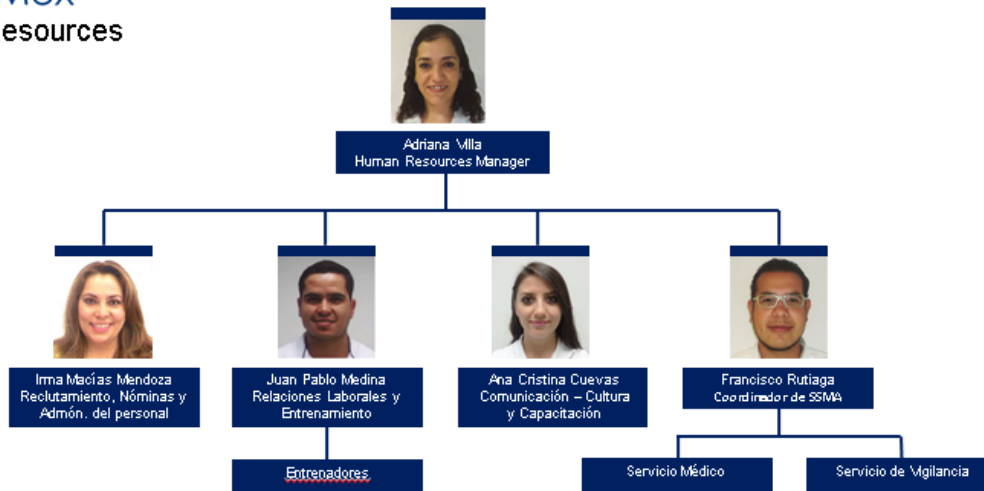 esources
Adriana Villa
Human Resources Manager
Irma Macías Mendoza
Reclutamiento, Nóminas y
Admón. del personal
Juan Pablo Medina
Relaciones Laborales y
Entrenamiento
Ana Cristina Cuevas
Comunicación – Cultura
y Capacitación
Francisco Rutiaga
Coordinador de SSMA
Entrenadores
Servicio Médico
Servicio de Vigilancia